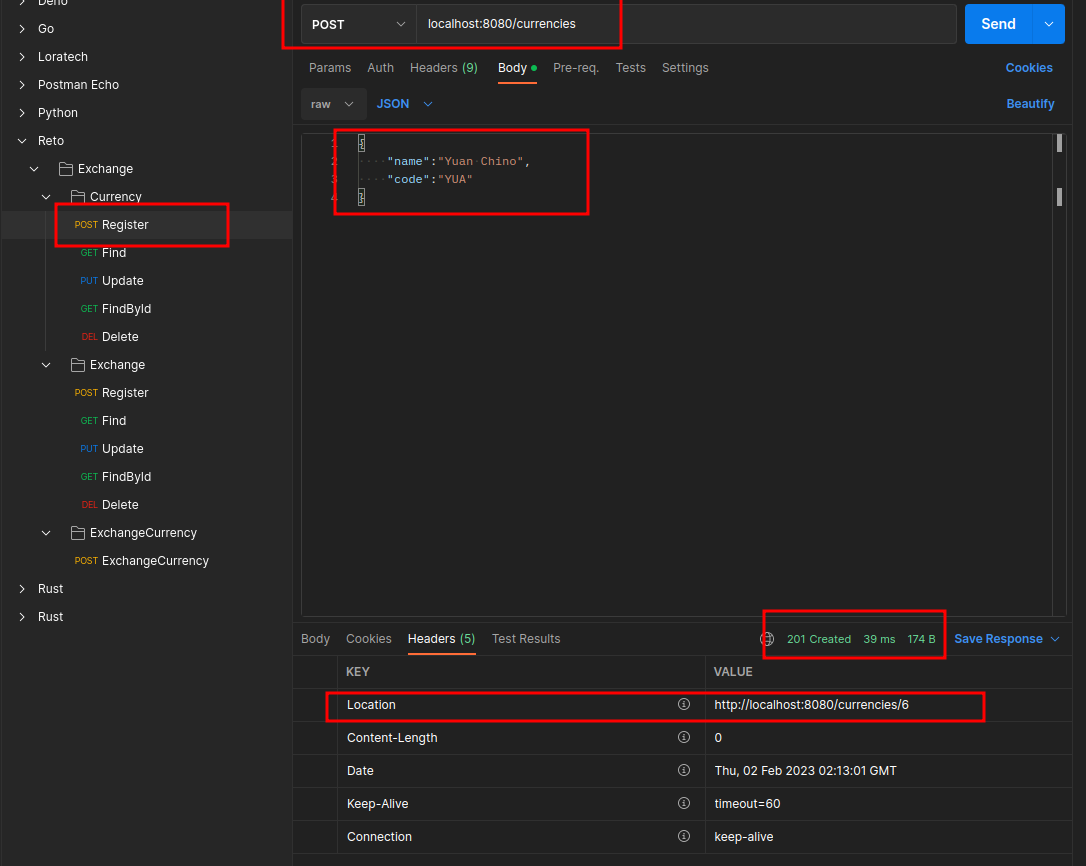 Deno
Go
Loratech
Postman Echo
Python
Reto
Exchange
Currency
POST Register
GET Find
PUT Update
GET FindById
DEL Delete
Exchange
POST Register
GET Find
PUT Update
GET FindById
DEL Delete
ExchangeCurrency
POST ExchangeCurrency
Rust
Rust
POST localhost:8080/currencies Send
Params Auth Headers (9) Body Pre-req. Tests Settings Cookies
raw JSON Beautify
1 {
2 "name":"Yuan Chino",
3 "code":"YUA"
4 }
Body Cookies Headers (5) Test Results 201 Created 39 ms 174 B Save Response
KEY VALUE
Location http://localhost:8080/currencies/6
Content-Length 0
Date Thu, 02 Feb 2023 02:13:01 GMT
Keep-Alive timeout=60
Connection keep-alive